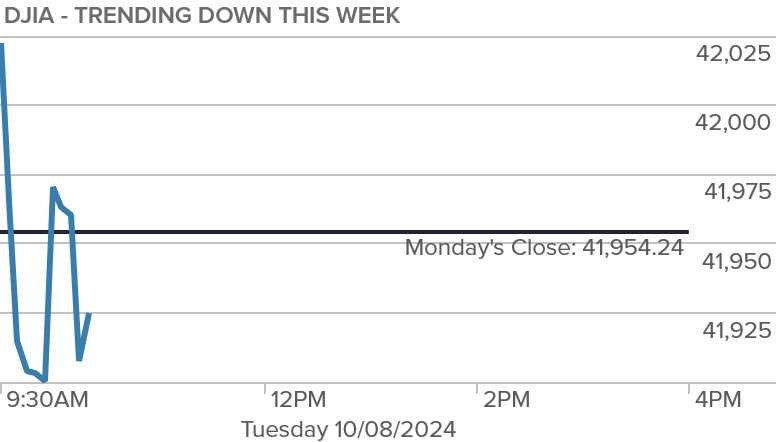 DJIA - TRENDING DOWN THIS WEEK
42,025
42,000
41,975
Monday's Close: 41,954.24
41,950
41,925
9:30AM 12PM 2PM 4PM
Tuesday 10/08/2024